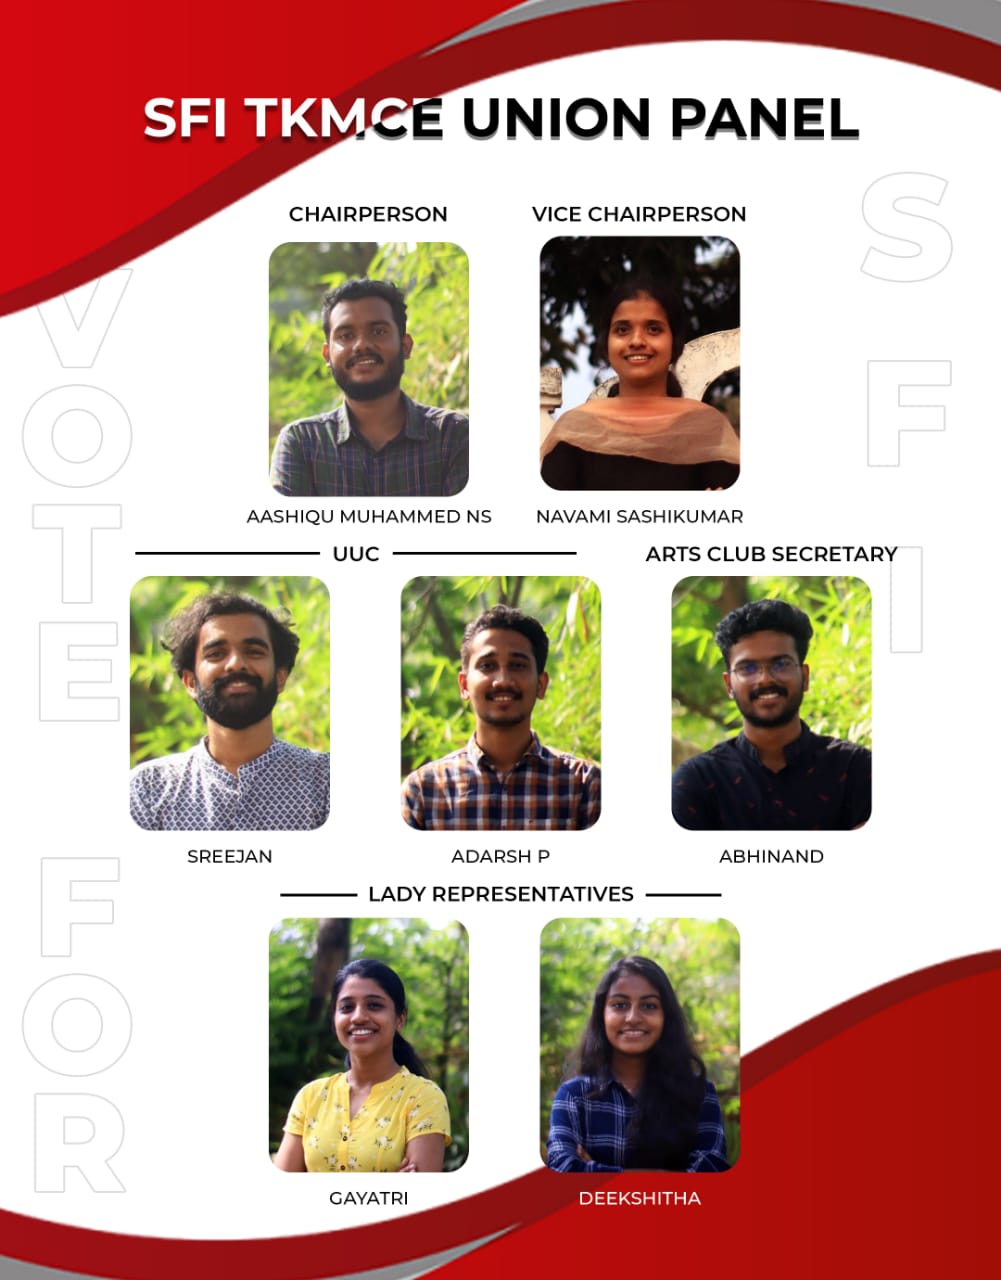 SFI TKMCE UNION PANEL
CHAIRPERSON
VICE CHAIRPERSON
AASHIQU MUHAMMED NS
NAVAMI SASHIKUMAR
UUC
ARTS CLUB SECRETARY
SREEJAN
ADARSH P
ABHINAND
LADY REPRESENTATIVES
GAYATRI
DEEKSHITHA
VOTE FOR
SFI